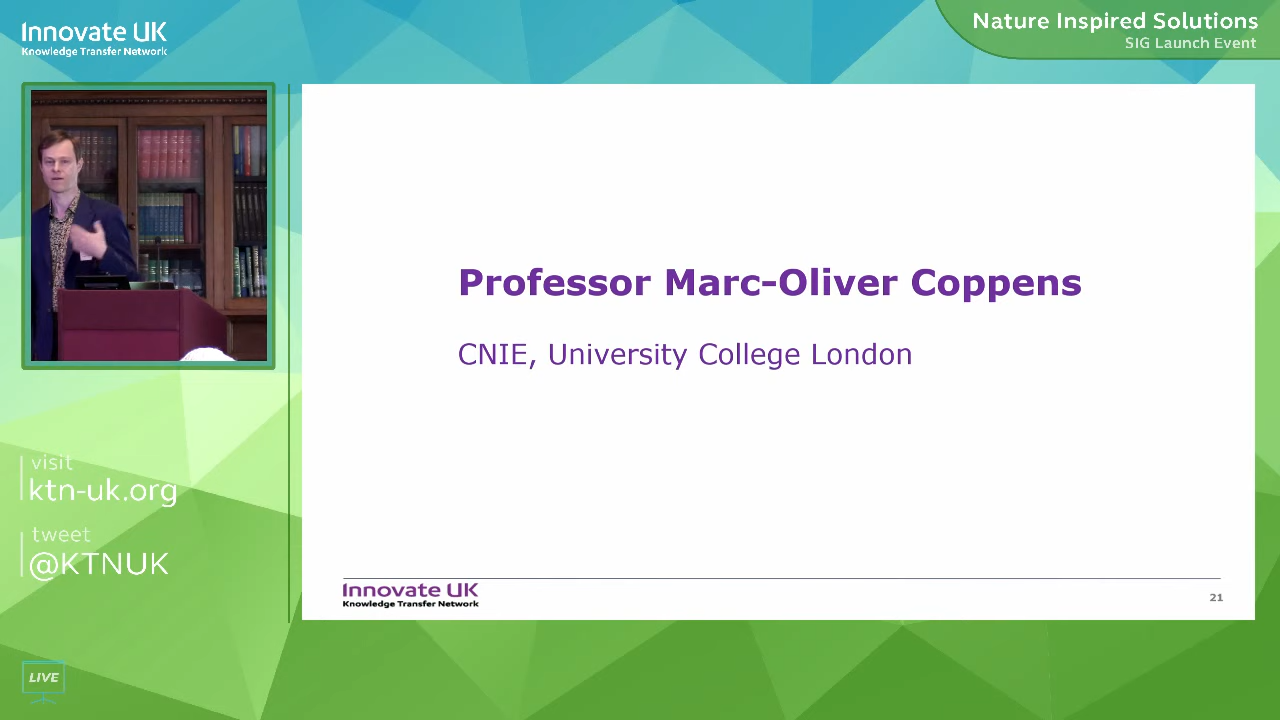 Innovate UK
Knowledge Transfer Network
Nature Inspired Solutions
SIG Launch Event
Professor Marc-Oliver Coppens
CNIE, University College London
visit
ktn-uk.org
tweet
@KTNUK
Innovate UK
Knowledge Transfer Network
21
LIVE